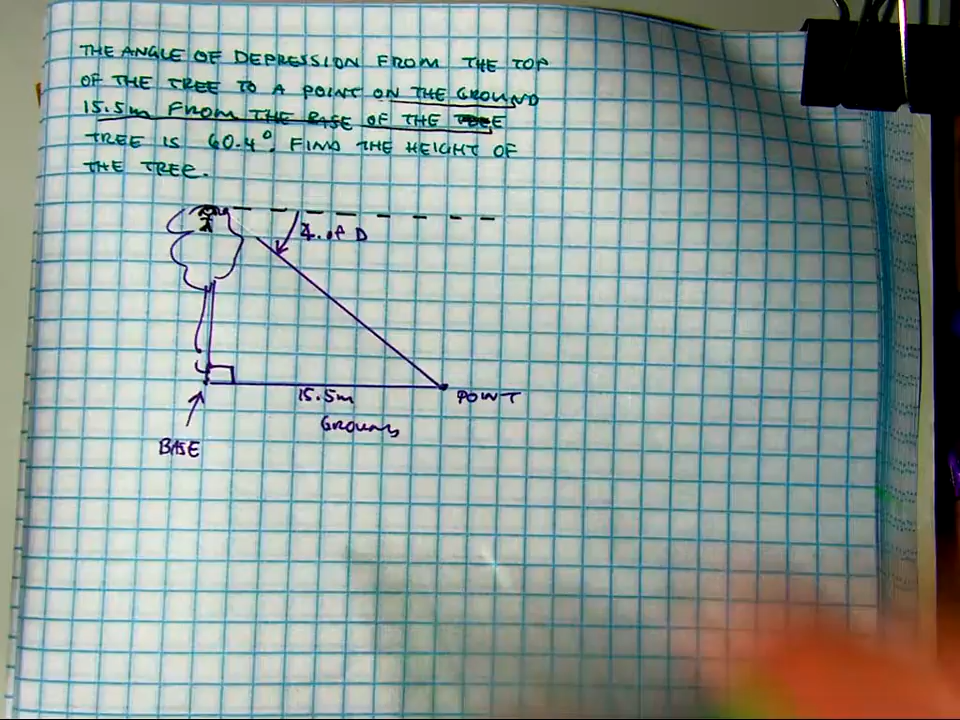 THE ANGLE OF DEPRESSION FROM THE TOP
OF THE TREE TO A POINT ON THE GROUND
15.5m FROM THE BASE OF THE TREE
TREE IS 60.4°. FIND THE HEIGHT OF
THE TREE.
∠. of D
15.5m
POINT
GROUND
BASE